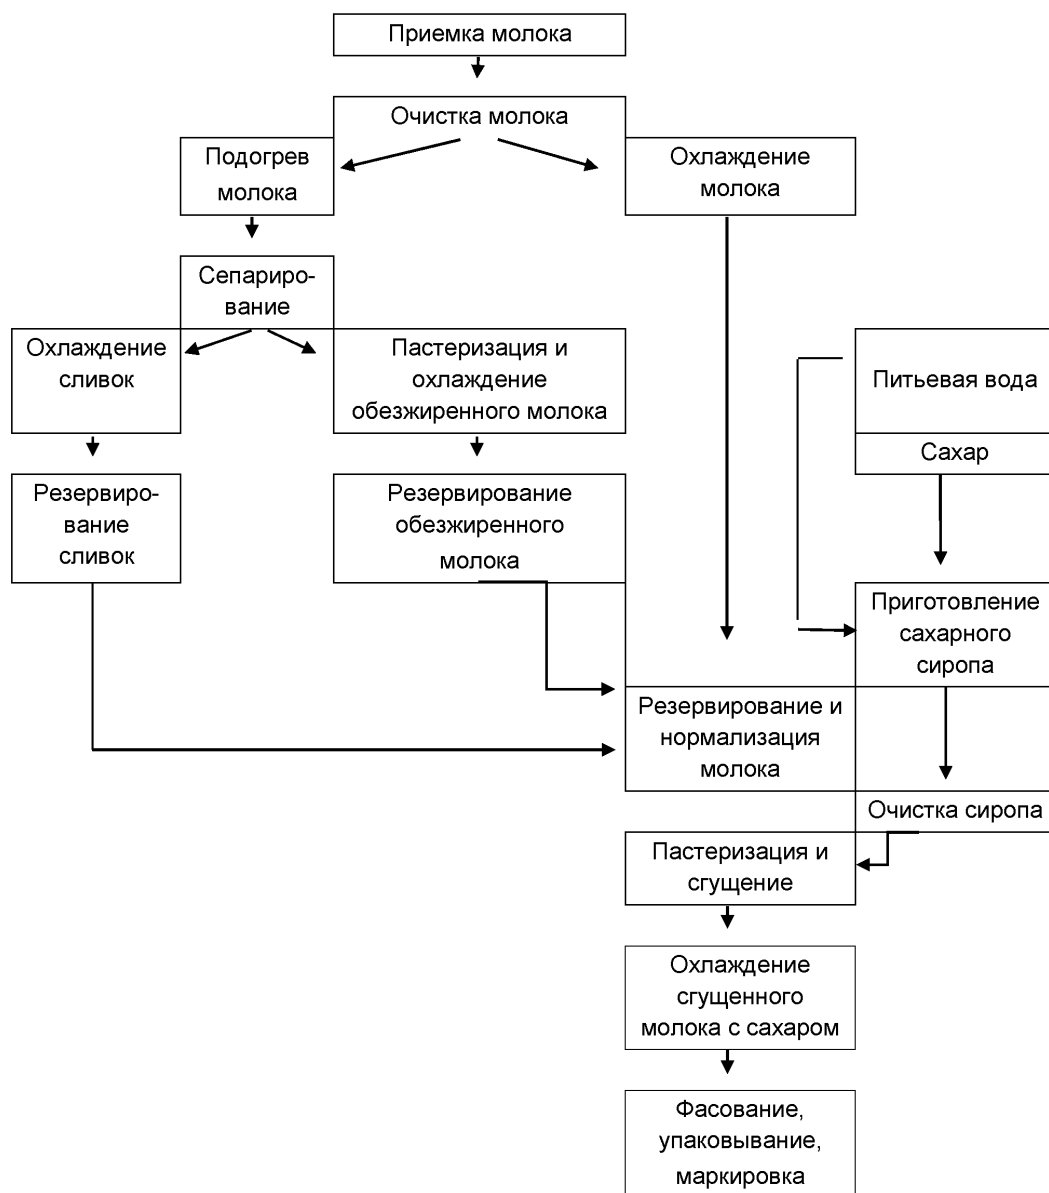 Приемка молока
Очистка молока
Подогрев
молока
Охлаждение
молока
Сепариро-
вание
Охлаждение
сливок
Пастеризация и
охлаждение
обезжиренного молока
Питьевая вода
Сахар
Резервиро-
вание
сливок
Резервирование
обезжиренного
молока
Приготовление
сахарного
сиропа
Резервирование и
нормализация
молока
Очистка сиропа
Пастеризация и
сгущение
Охлаждение
сгущенного
молока с сахаром
Фасование,
упаковывание,
маркировка